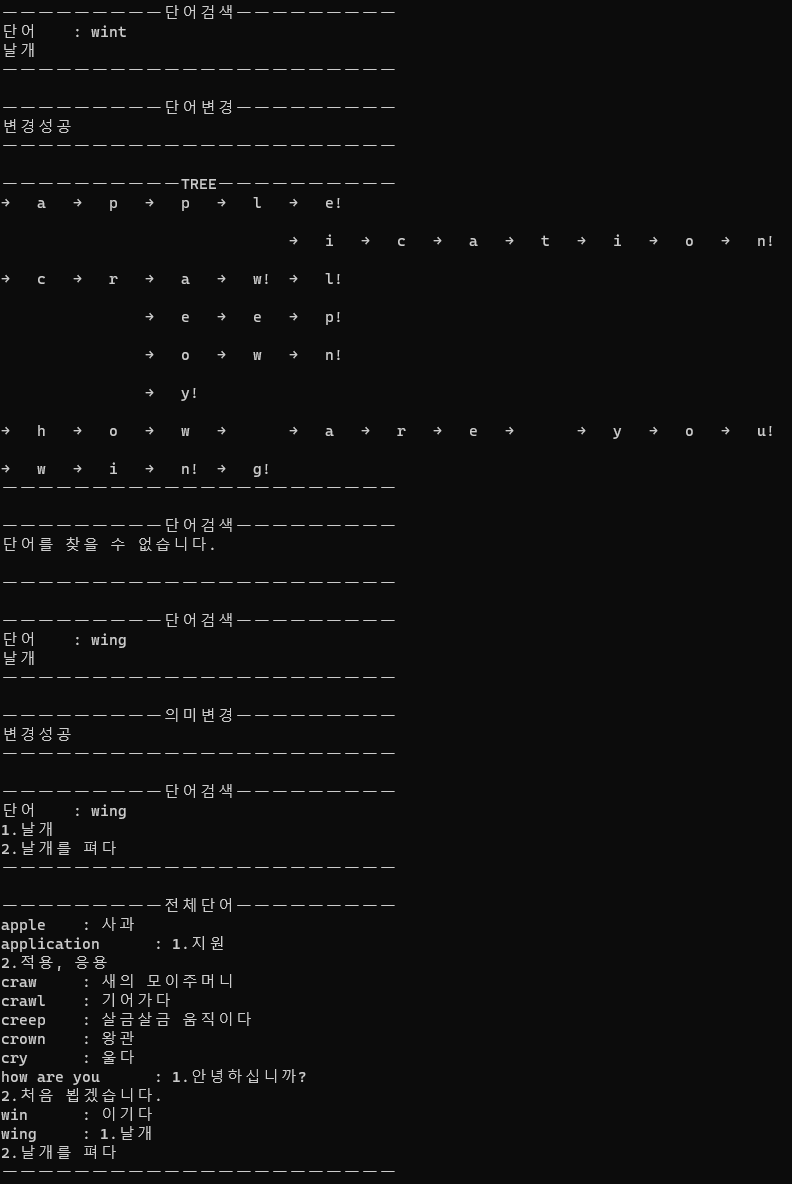 ─────────단어검색─────────
단어    : wint
날개
──────────────────────
─────────단어변경─────────
변경성공
──────────────────────
──────────TREE──────────
→   a   →   p   →   p   →   l   →   e!
→   i   →   c   →   a   →   t   →   i   →   o   →   n!
→   c   →   r   →   a   →   w!  →   l!
→   e   →   e   →   p!
→   o   →   w   →   n!
→   y!
→   h   →   o   →   w   →       →   a   →   r   →   e   →       →   y   →   o   →   u!
→   w   →   i   →   n!  →   g!
──────────────────────
─────────단어검색─────────
단어를 찾을 수 없습니다.
──────────────────────
─────────단어검색─────────
단어    : wing
날개
──────────────────────
─────────의미변경─────────
변경성공
──────────────────────
─────────단어검색─────────
단어    : wing
1.날개
2.날개를 펴다
──────────────────────
─────────전체단어─────────
apple    : 사과
application      : 1.지원
2.적용, 응용
craw     : 새의 모이주머니
crawl    : 기어가다
creep    : 살금살금 움직이다
crown    : 왕관
cry      : 울다
how are you      : 1.안녕하십니까?
2.처음 뵙겠습니다.
win      : 이기다
wing     : 1.날개
2.날개를 펴다
──────────────────────